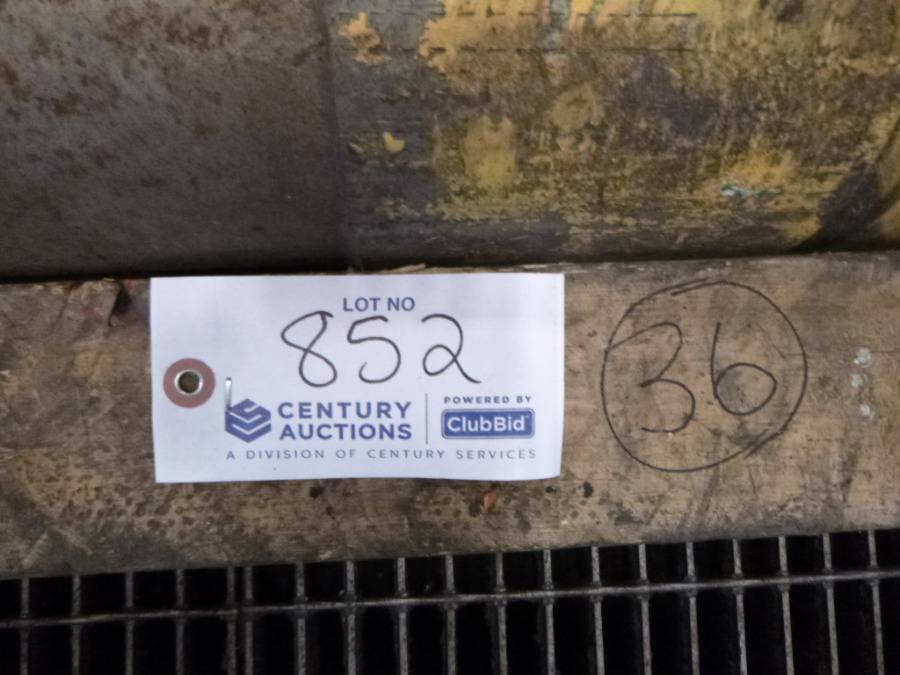 LOT NO
852
CENTURY
AUCTIONS
POWERED BY
ClubBid
A DIVISION OF CENTURY SERVICES
36